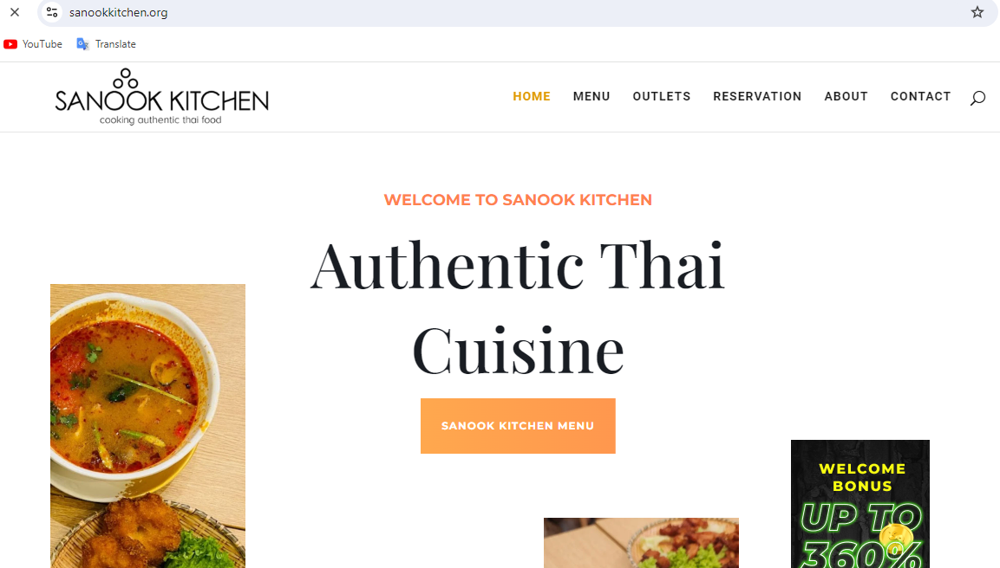 sanookkitchen.org
YouTube
Translate
SANOOK KITCHEN
cooking authentic thai food
HOME MENU OUTLETS RESERVATION ABOUT CONTACT
WELCOME TO SANOOK KITCHEN
Authentic Thai
Cuisine
SANOOK KITCHEN MENU
WELCOME
BONUS
UP TO
360%